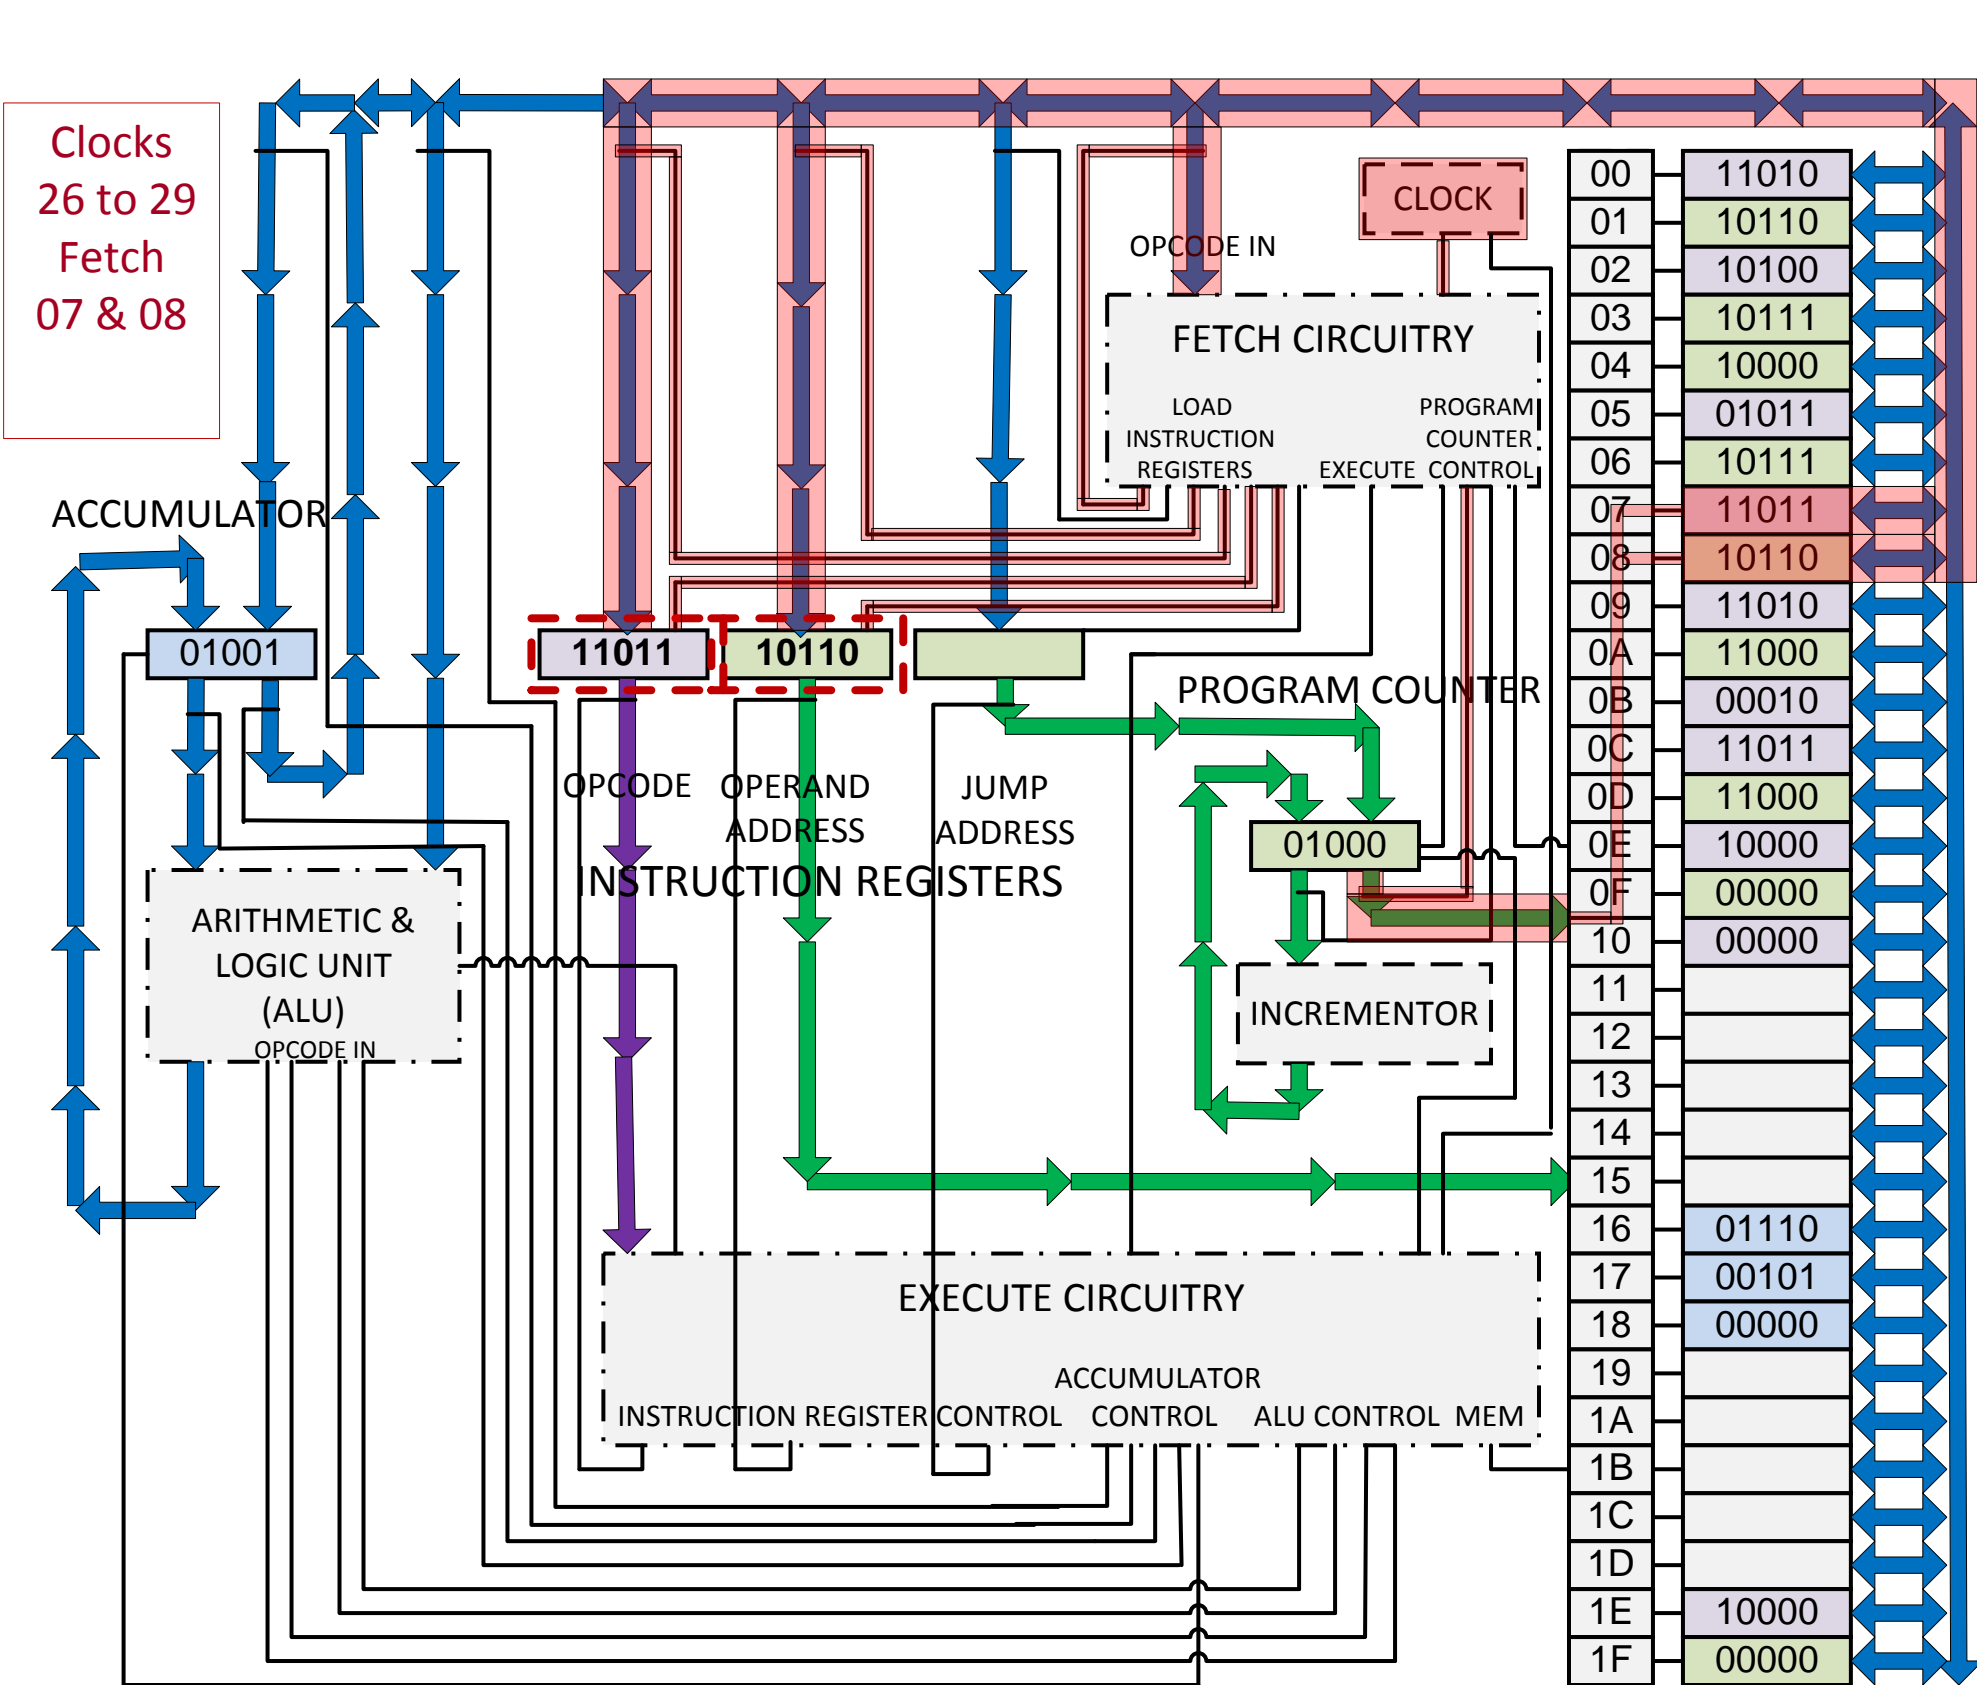 Clocks
26 to 29
Fetch
07 & 08
CLOCK
OPCODE IN
FETCH CIRCUITRY
LOAD
INSTRUCTION
REGISTERS
EXECUTE
PROGRAM
COUNTER
CONTROL
ACCUMULATOR
01001
11011
10110
PROGRAM COUNTER
01000
OPCODE
OPERAND
ADDRESS
JUMP
ADDRESS
INSTRUCTION REGISTERS
ARITHMETIC &
LOGIC UNIT
(ALU)
OPCODE IN
INCREMENTOR
EXECUTE CIRCUITRY
INSTRUCTION REGISTER CONTROL
ACCUMULATOR
CONTROL
ALU CONTROL
MEM
00 11010
01 10110
02 10100
03 10111
04 10000
05 01011
06 10111
07 11011
08 10110
09 11010
0A 11000
0B 00010
0C 11011
0D 11000
0E 10000
0F 00000
10 00000
11
12
13
14
15
16 01110
17 00101
18 00000
19
1A
1B
1C
1D
1E 10000
1F 00000